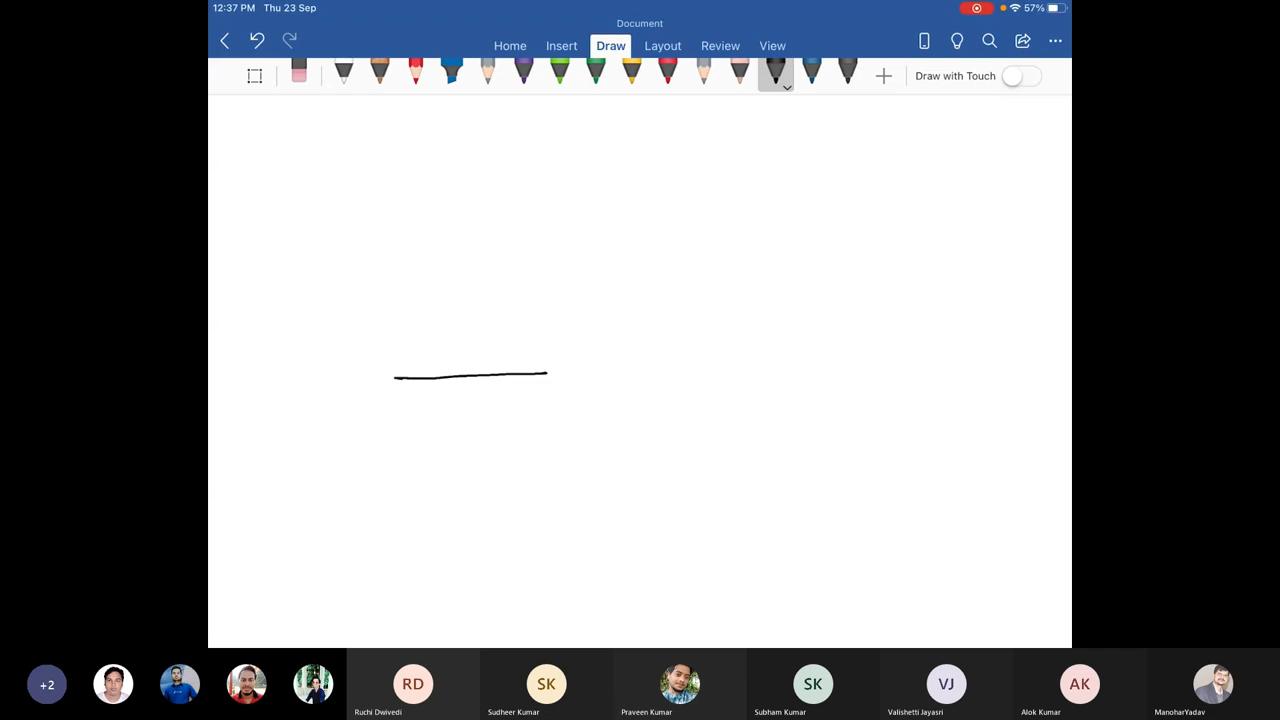 12:37 PM Thu 23 Sep 57%
Document
Home Insert Draw Layout Review View
Draw with Touch
+2 RD SK SK VJ AK
Ruchi Dwivedi Sudheer Kumar Praveen Kumar Subham Kumar Valishetti Jayasri Alok Kumar ManoharYadav